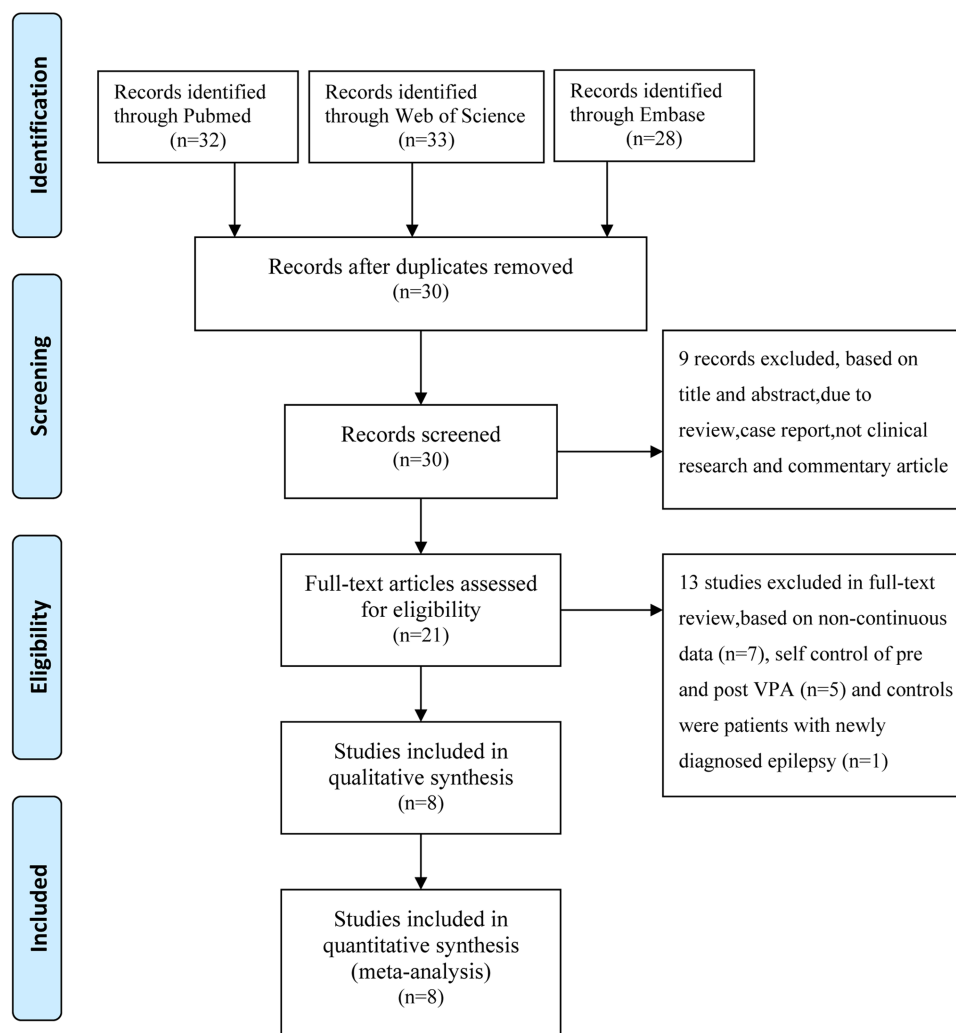 Identification
Records identified
through Pubmed
(n=32)
Records identified
through Web of Science
(n=33)
Records identified
through Embase
(n=28)
Records after duplicates removed
(n=30)
Screening
Records screened
(n=30)
9 records excluded, based on
title and abstract,due to
review,case report,not clinical
research and commentary article
Eligibility
Full-text articles assessed
for eligibility
(n=21)
13 studies excluded in full-text
review,based on non-continuous
data (n=7), self control of pre
and post VPA (n=5) and controls
were patients with newly
diagnosed epilepsy (n=1)
Studies included in
qualitative synthesis
(n=8)
Included
Studies included in
quantitative synthesis
(meta-analysis)
(n=8)